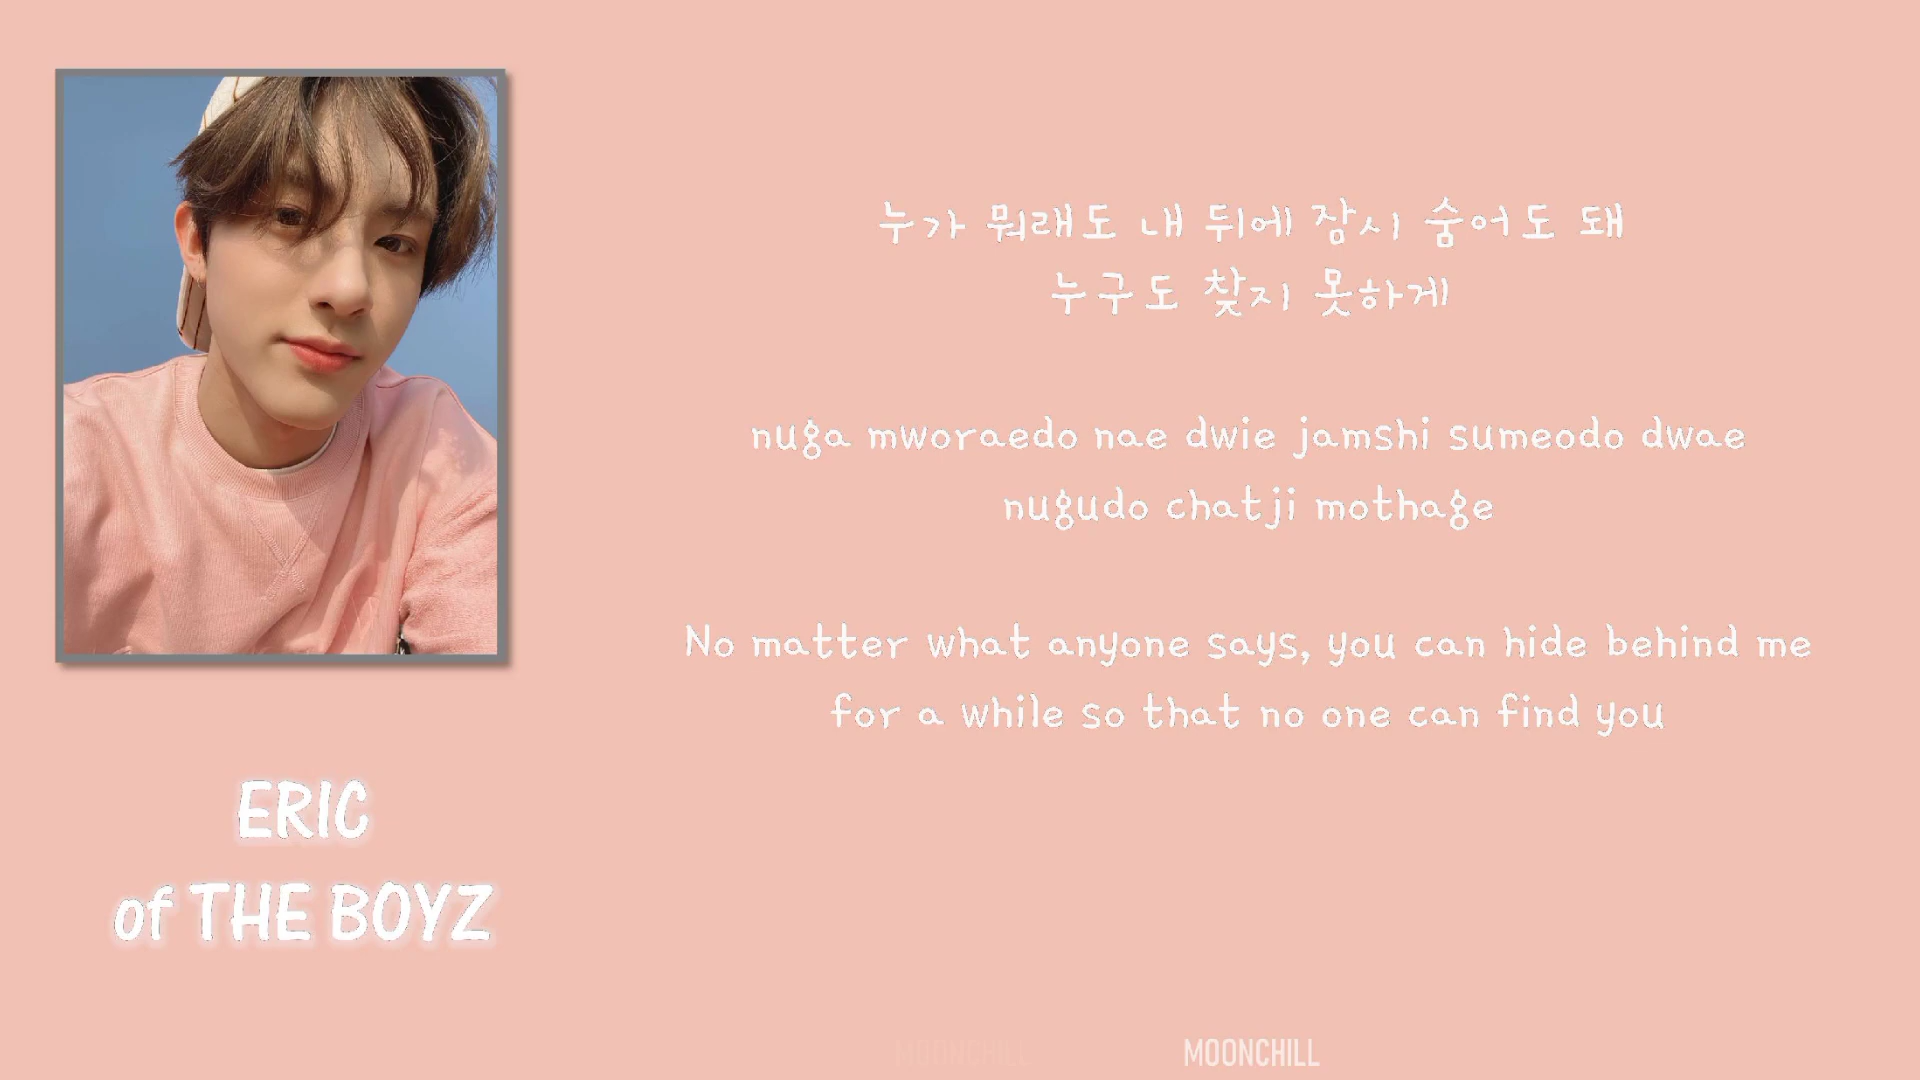 누가 뭐래도 내 뒤에 잠시 숨어도 돼
누구도 찾지 못하게
nuga mworaedo nae dwie jamshi sumeodo dwae
nugudo chatji mothage
No matter what anyone says, you can hide behind me
for a while so that no one can find you
ERIC
of THE BOYZ
MOONCHILL
MOONCHILL